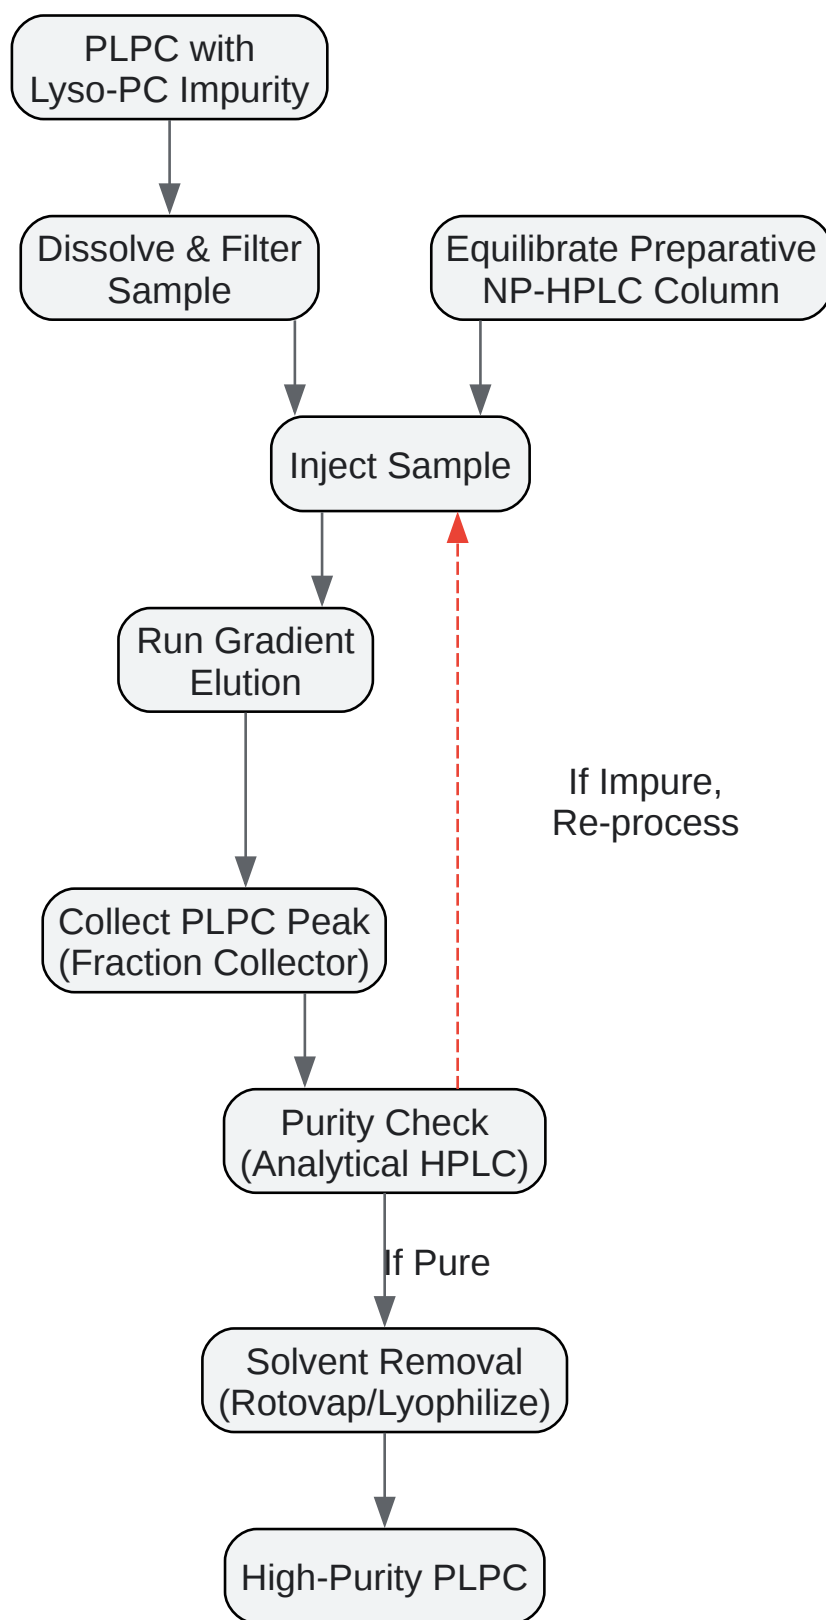 PLPC with
Lyso-PC Impurity
Dissolve & Filter
Sample
Equilibrate Preparative
NP-HPLC Column
Inject Sample
Run Gradient
Elution
If Impure,
Re-process
Collect PLPC Peak
(Fraction Collector)
Purity Check
(Analytical HPLC)
If Pure
Solvent Removal
(Rotovap/Lyophilize)
High-Purity PLPC